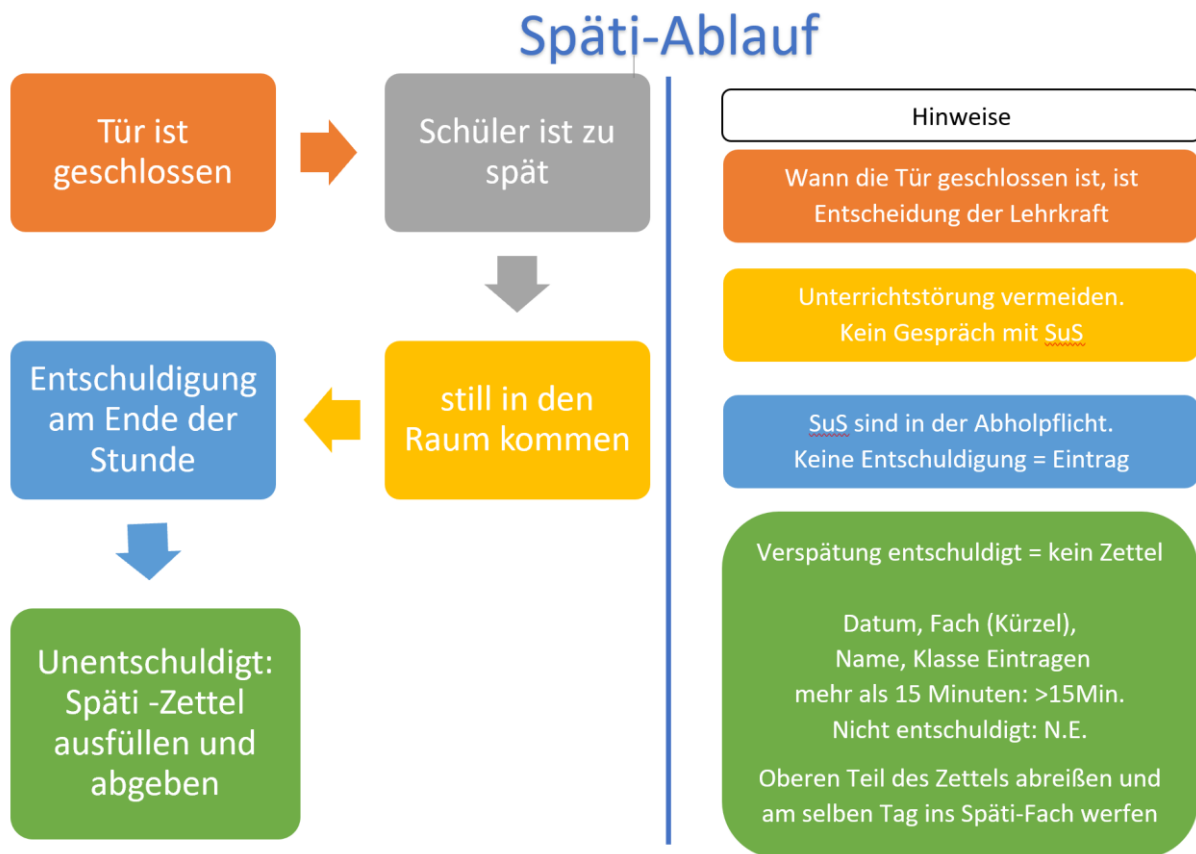 Späti-Ablauf
Tür ist
geschlossen
Schüler ist zu
spät
still in den
Raum kommen
Entschuldigung
am Ende der
Stunde
Unentschuldigt:
Späti -Zettel
ausfüllen und
abgeben
Hinweise
Wann die Tür geschlossen ist, ist
Entscheidung der Lehrkraft
Unterrichtstörung vermeiden.
Kein Gespräch mit SuS
SuS sind in der Abholpflicht.
Keine Entschuldigung = Eintrag
Verspätung entschuldigt = kein Zettel
Datum, Fach (Kürzel),
Name, Klasse Eintragen
mehr als 15 Minuten: >15Min.
Nicht entschuldigt: N.E.
Oberen Teil des Zettels abreißen und
am selben Tag ins Späti-Fach werfen